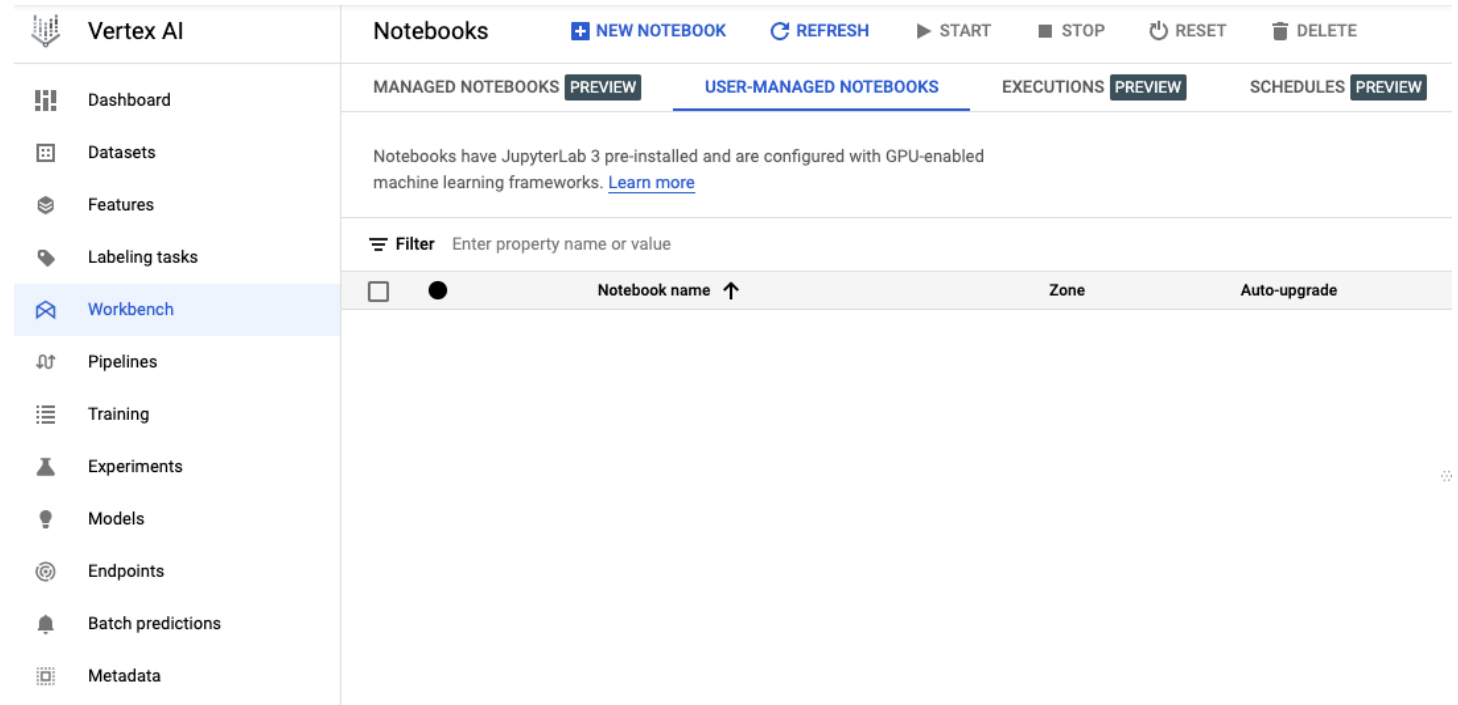 Vertex AI
Notebooks NEW NOTEBOOK REFRESH START STOP RESET DELETE
MANAGED NOTEBOOKS PREVIEW USER-MANAGED NOTEBOOKS EXECUTIONS PREVIEW SCHEDULES PREVIEW
Dashboard
Datasets
Features
Labeling tasks
Workbench
Pipelines
Training
Experiments
Models
Endpoints
Batch predictions
Metadata
Notebooks have JupyterLab 3 pre-installed and are configured with GPU-enabled
machine learning frameworks. Learn more
Filter Enter property name or value
Notebook name Zone Auto-upgrade